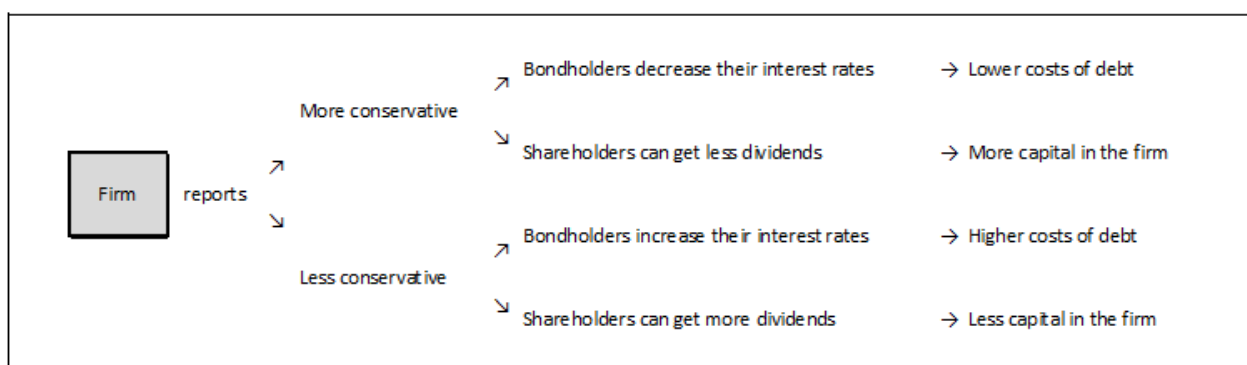 Bondholders decrease their interest rates → Lower costs of debt
More conservative ↗
↘ Shareholders can get less dividends → More capital in the firm
Firm reports ↗
↘
Bondholders increase their interest rates → Higher costs of debt
Less conservative ↗
↘ Shareholders can get more dividends → Less capital in the firm